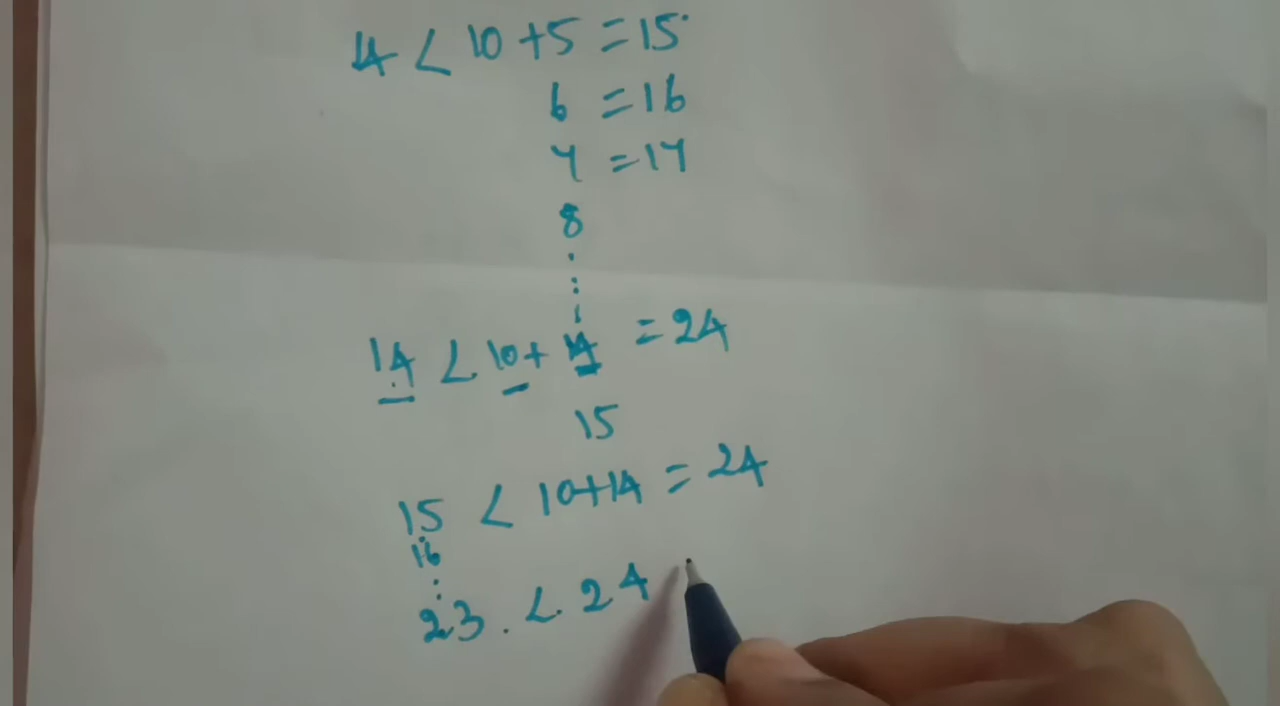 14 < 10 + 5 = 15
6 = 16
7 = 17
8
:
14 < 10 + 14 = 24
15
15 < 10+14 = 24
16
:
23. < 24